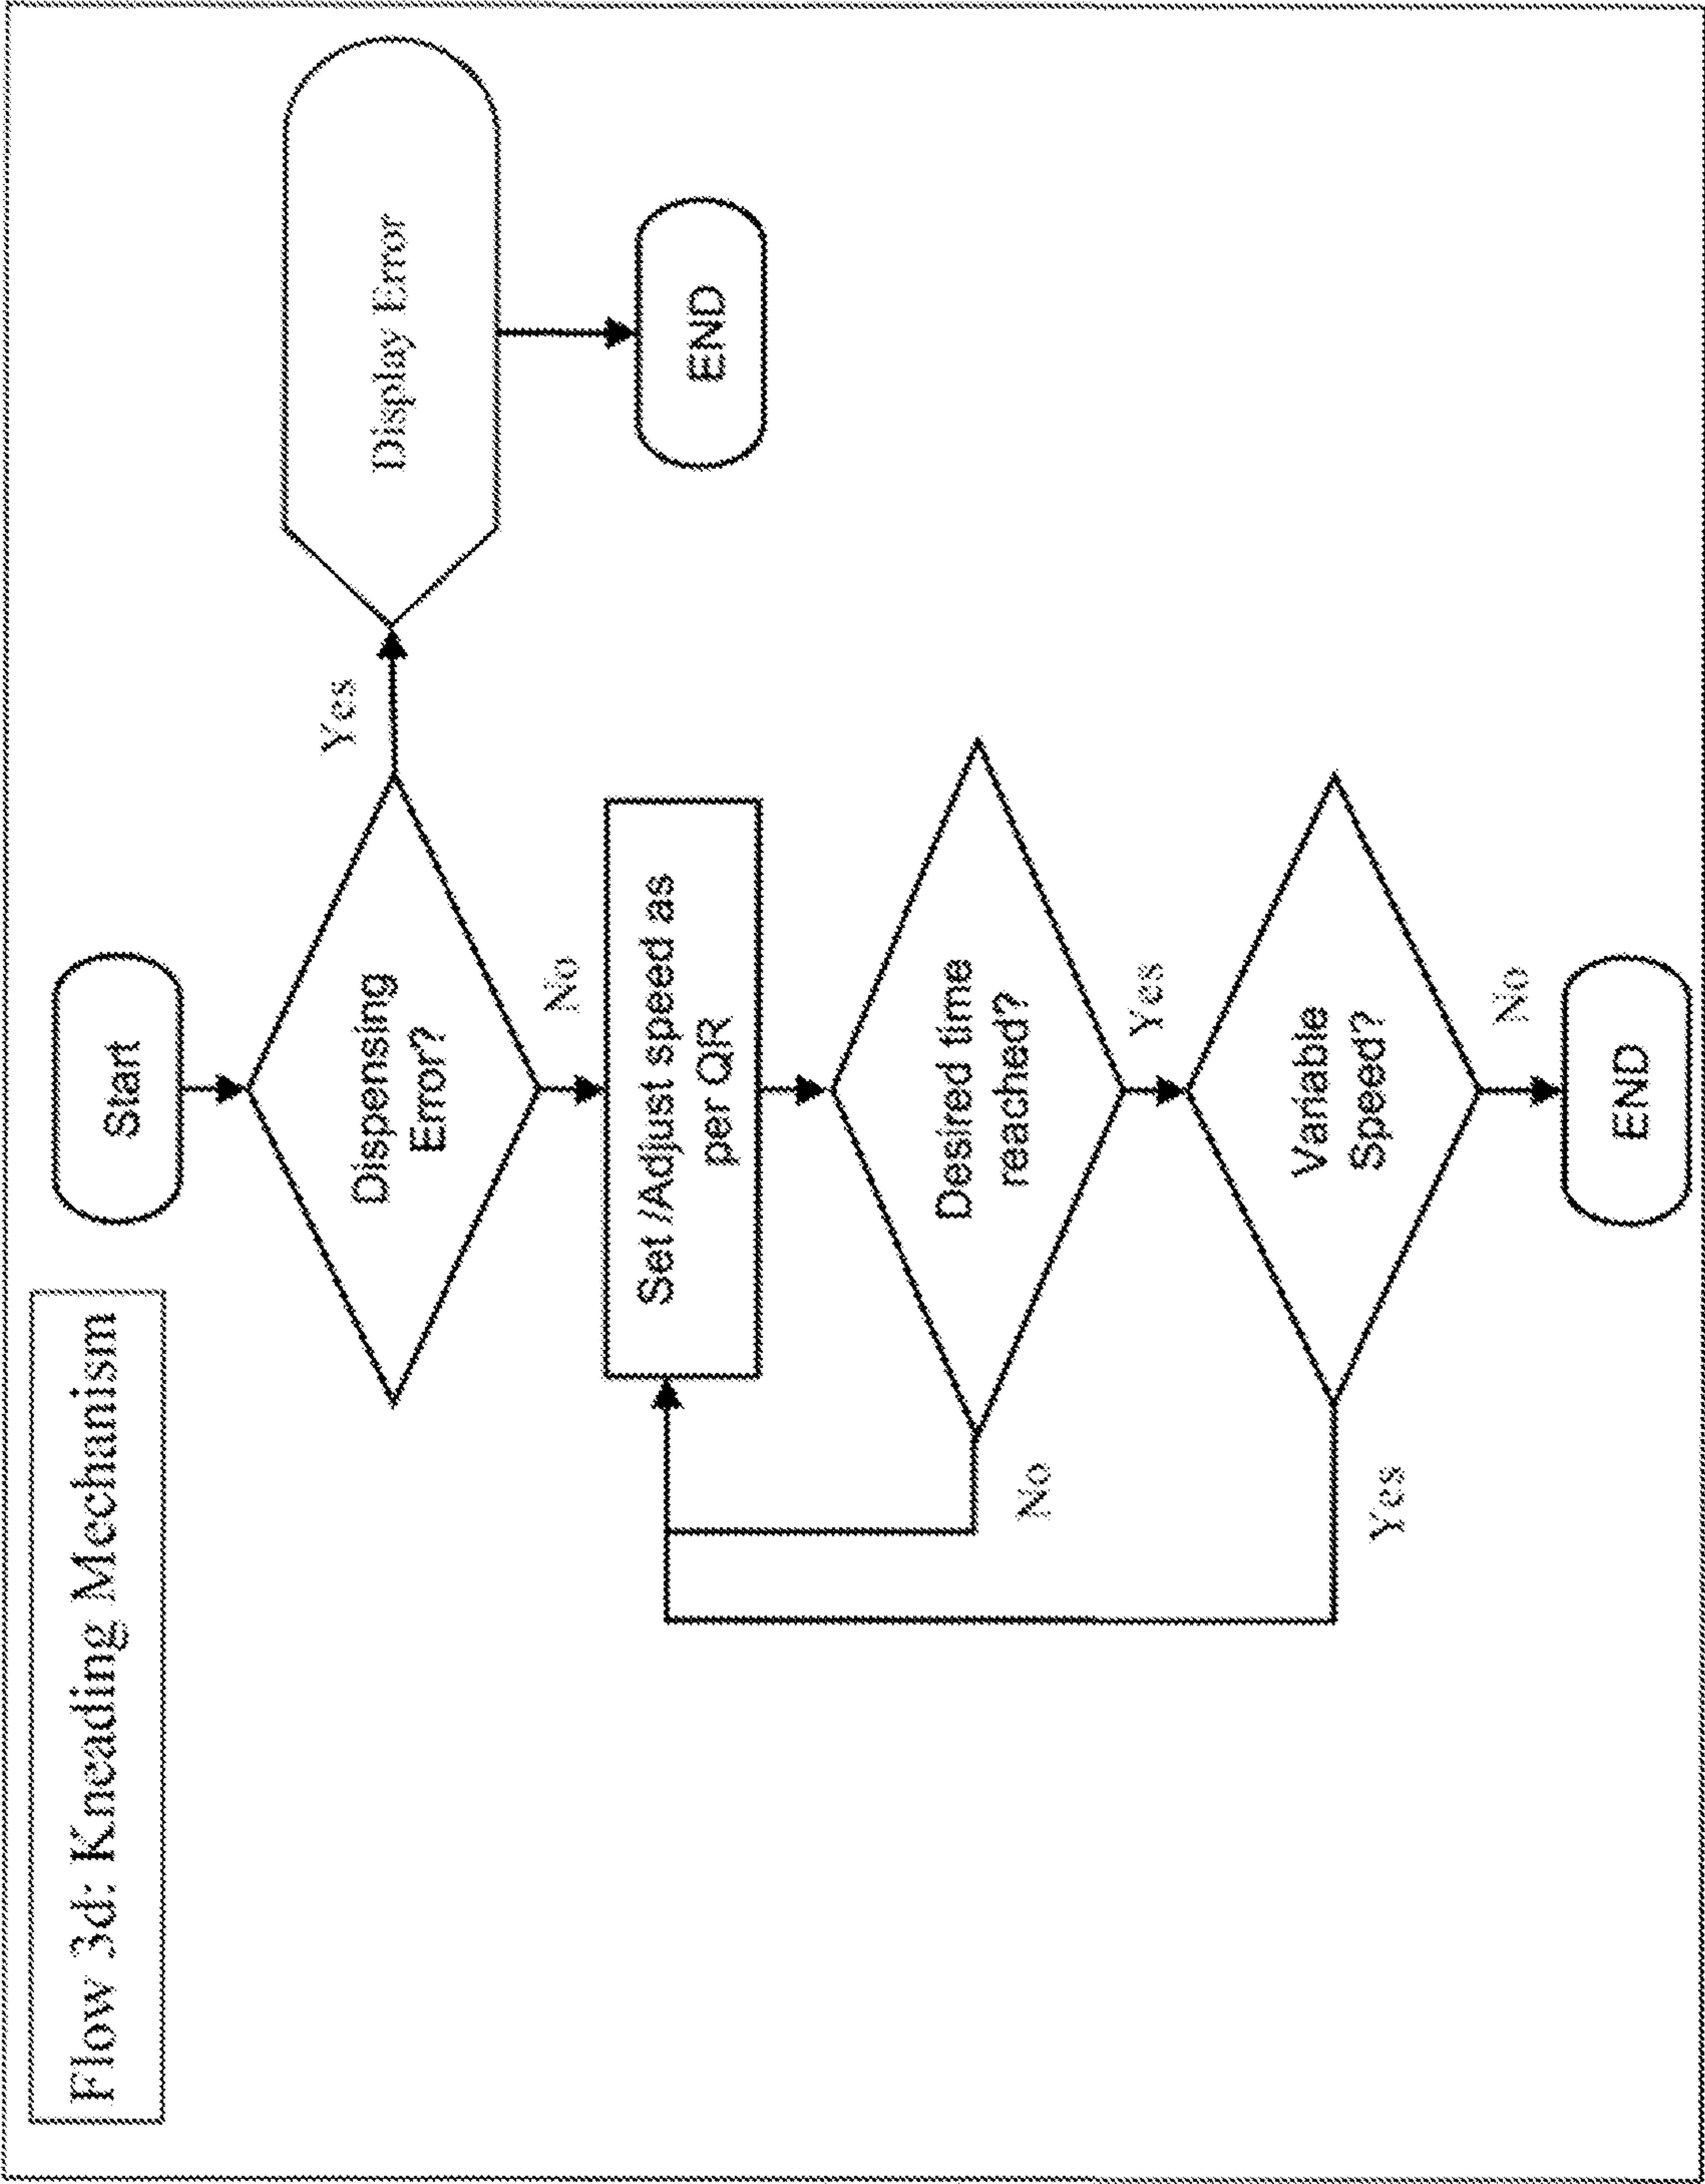 Flow 3d: Kneading Mechanism
Start
Dispensing
Error?
Yes
Display Error
END
No
Set /Adjust speed as
per QR
Desired time
reached?
No
Yes
Variable
Speed?
Yes
No
END